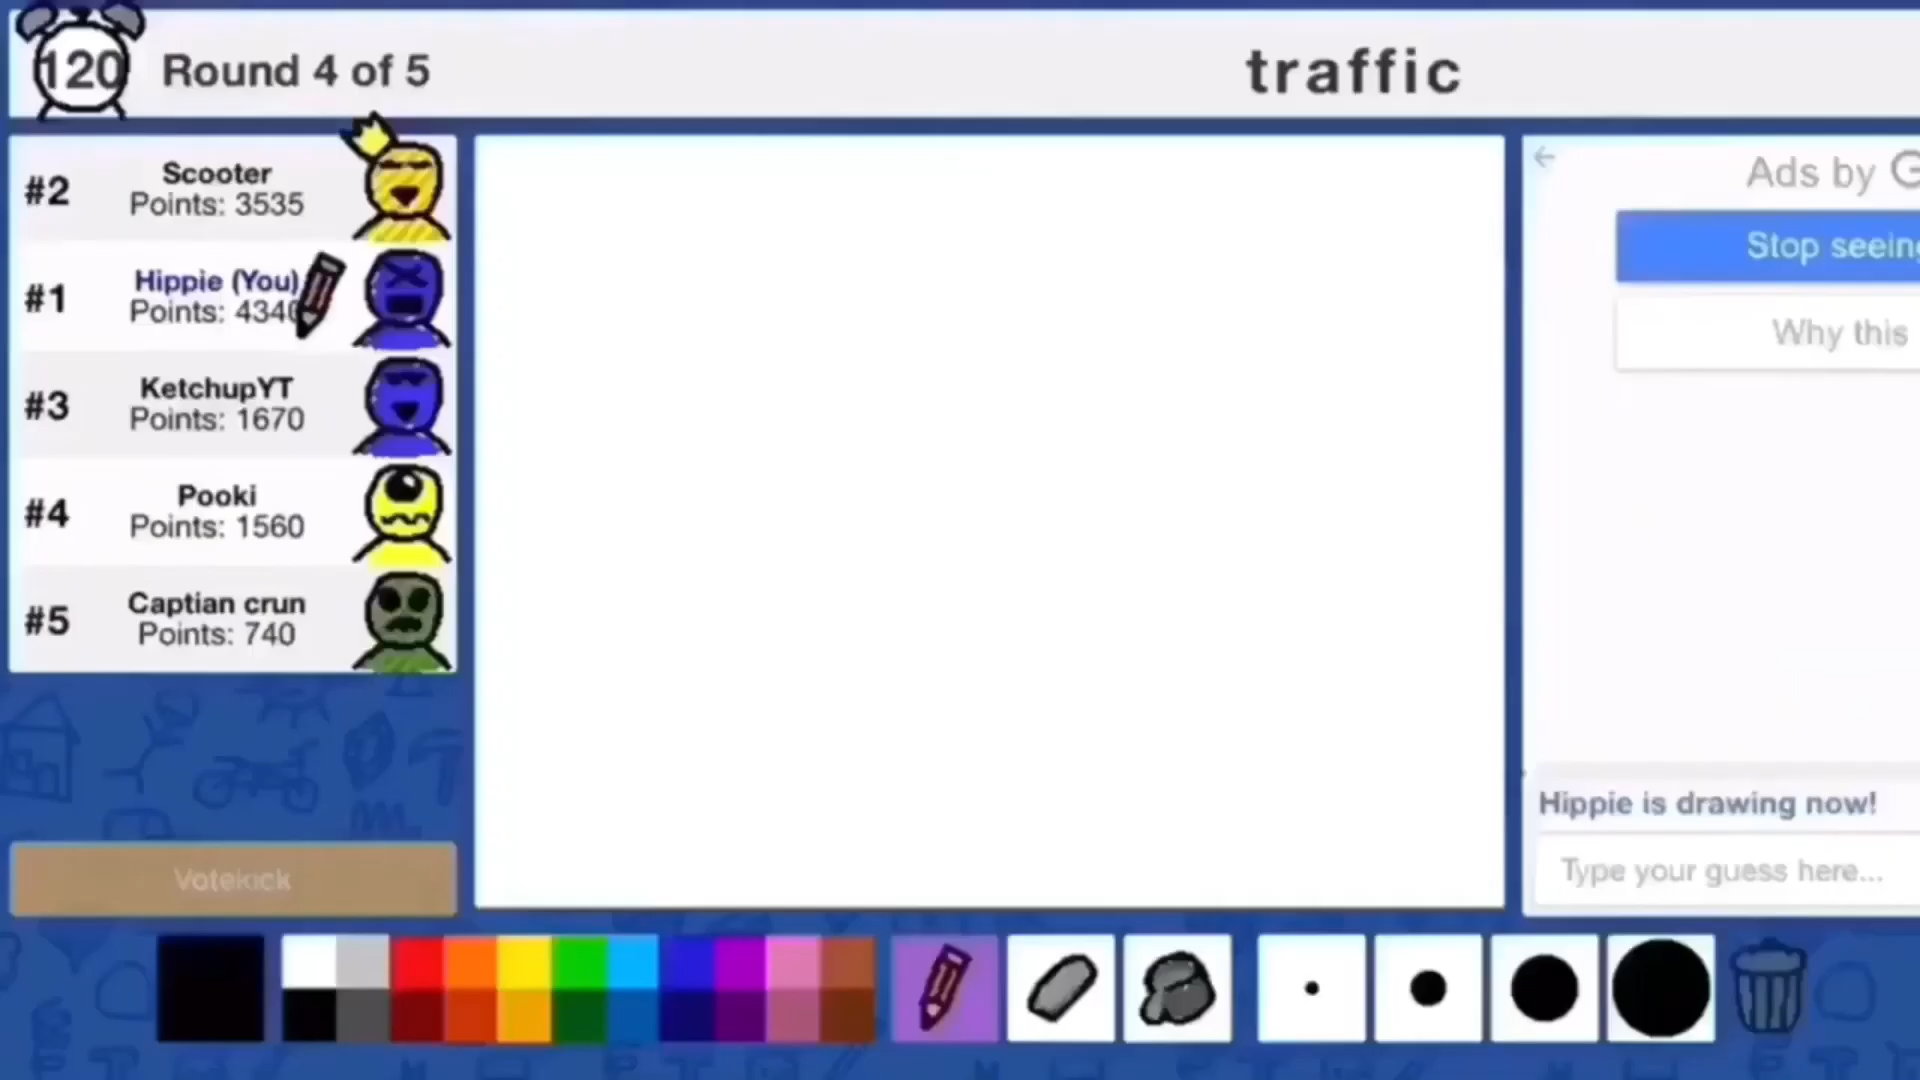 120
Round 4 of 5
traffic
#2
Scooter
Points: 3535
#1
Hippie (You)
Points: 4340
#3
KetchupYT
Points: 1670
#4
Pooki
Points: 1560
#5
Captian crun
Points: 740
Votekick
Ads by G
Stop seeing
Why this
Hippie is drawing now!
Type your guess here...